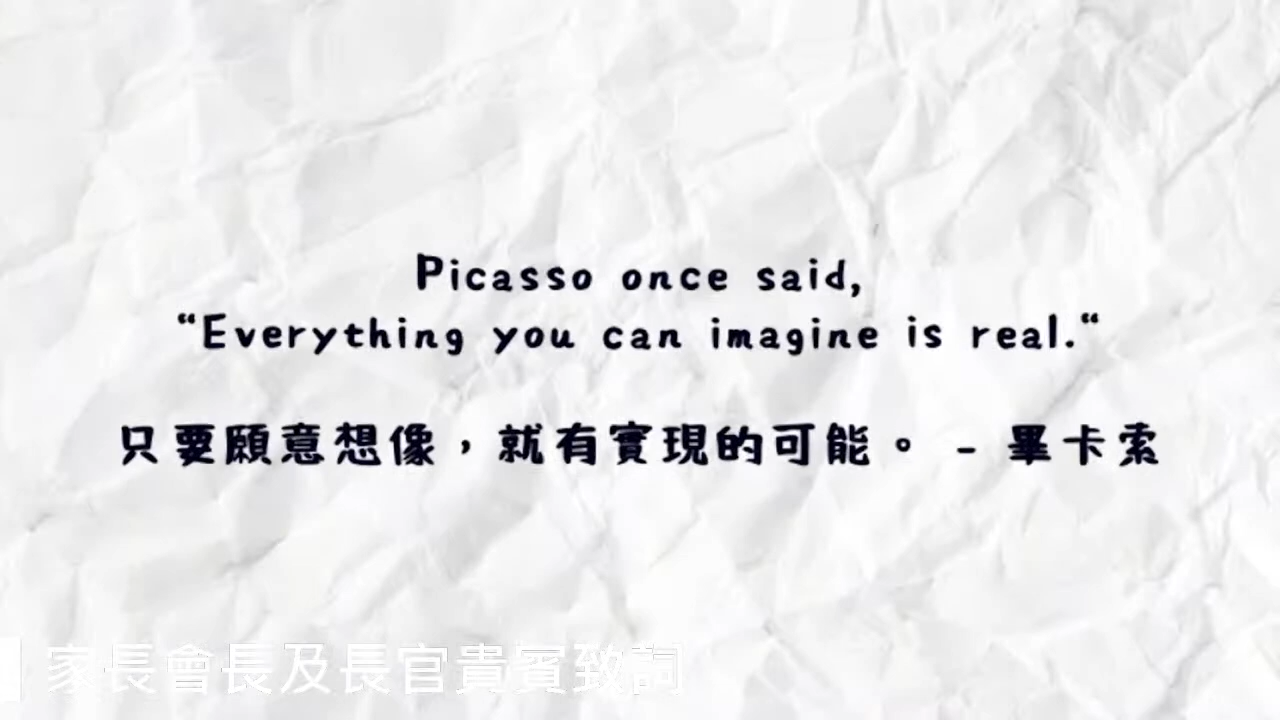 Picasso once said,
“Everything you can imagine is real.“
只要願意想像，就有實現的可能。 - 畢卡索
家長會長及長官貴賓致詞